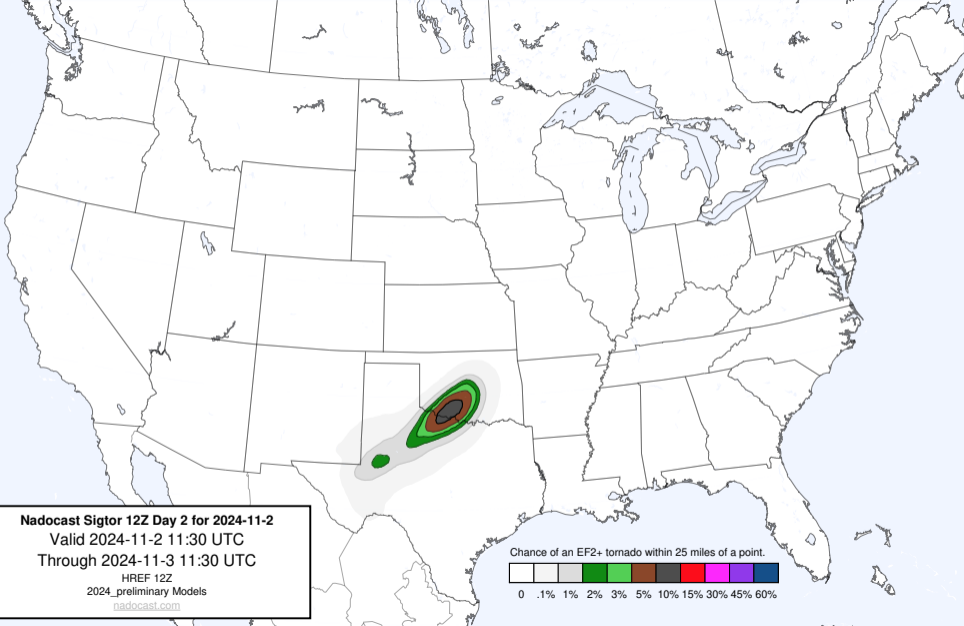 Nadocast Sigtor 12Z Day 2 for 2024-11-2
Valid 2024-11-2 11:30 UTC
Through 2024-11-3 11:30 UTC
HREF 12Z
2024_preliminary Models
nadocast.com
Chance of an EF2+ tornado within 25 miles of a point.
0 .1% 1% 2% 3% 5% 10% 15% 30% 45% 60%